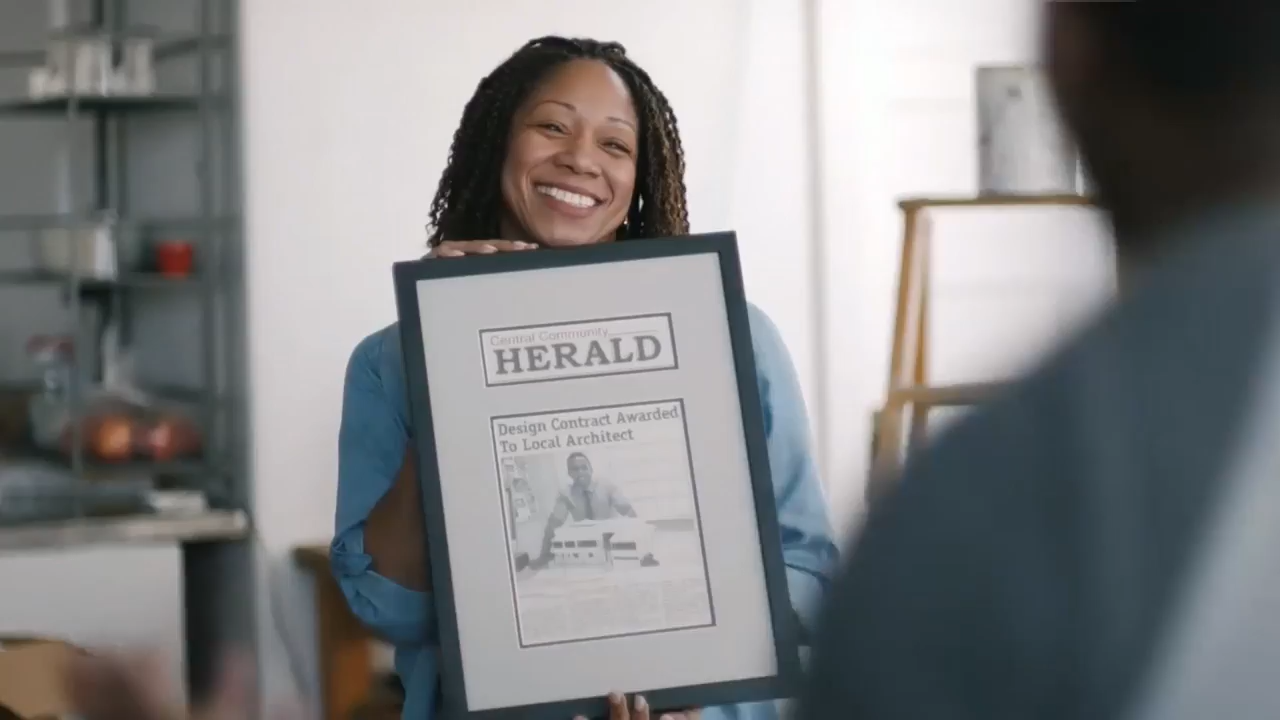 Central Community
HERALD
Design Contract Awarded
To Local Architect